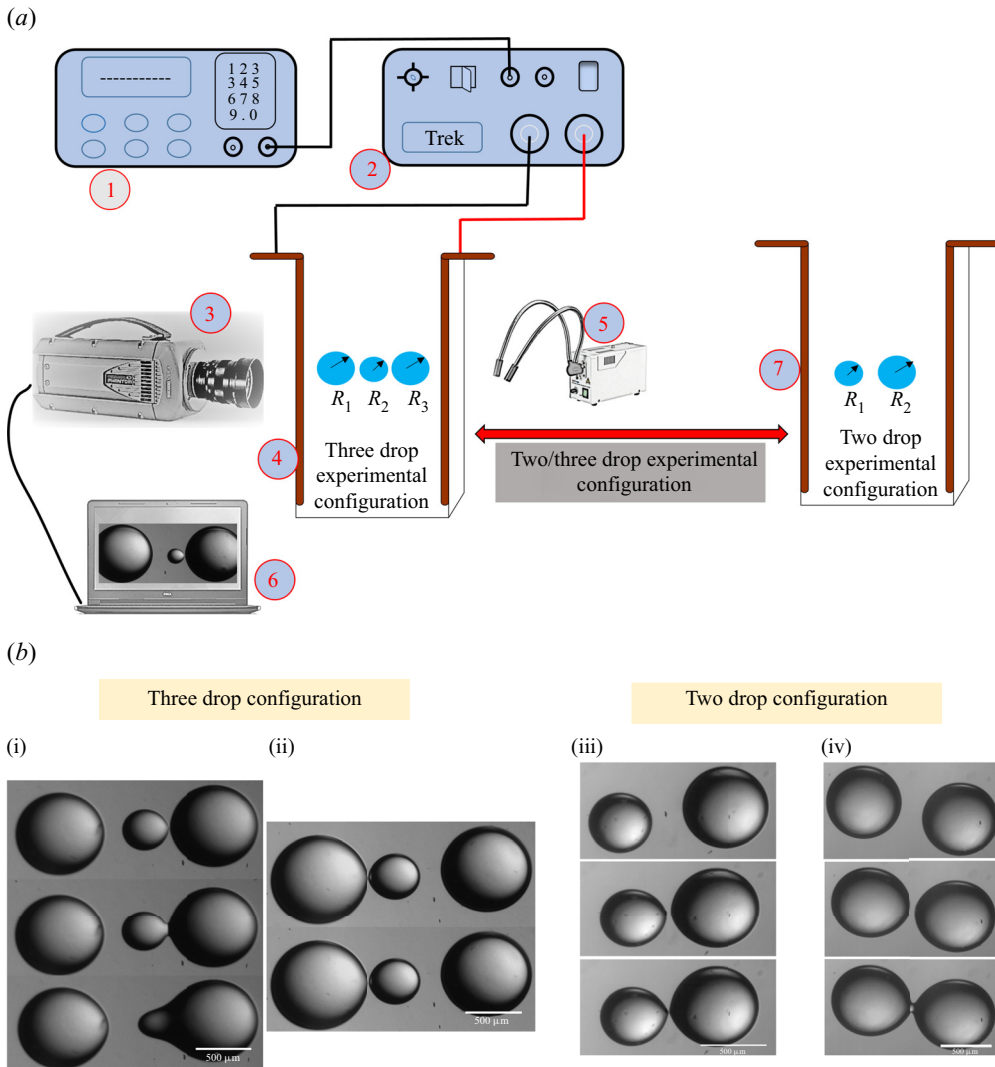 (a)
-----------
1 2 3
3 4 5
6 7 8
9 . 0
Trek
1
2
3
4
5
6
7
R1 R2 R3
Three drop
experimental
configuration
Two/three drop experimental
configuration
R1 R2
Two drop
experimental
configuration
DELL
(b)
Three drop configuration
Two drop configuration
(i)
(ii)
(iii)
(iv)
500 μm
500 μm
500 μm
500 μm